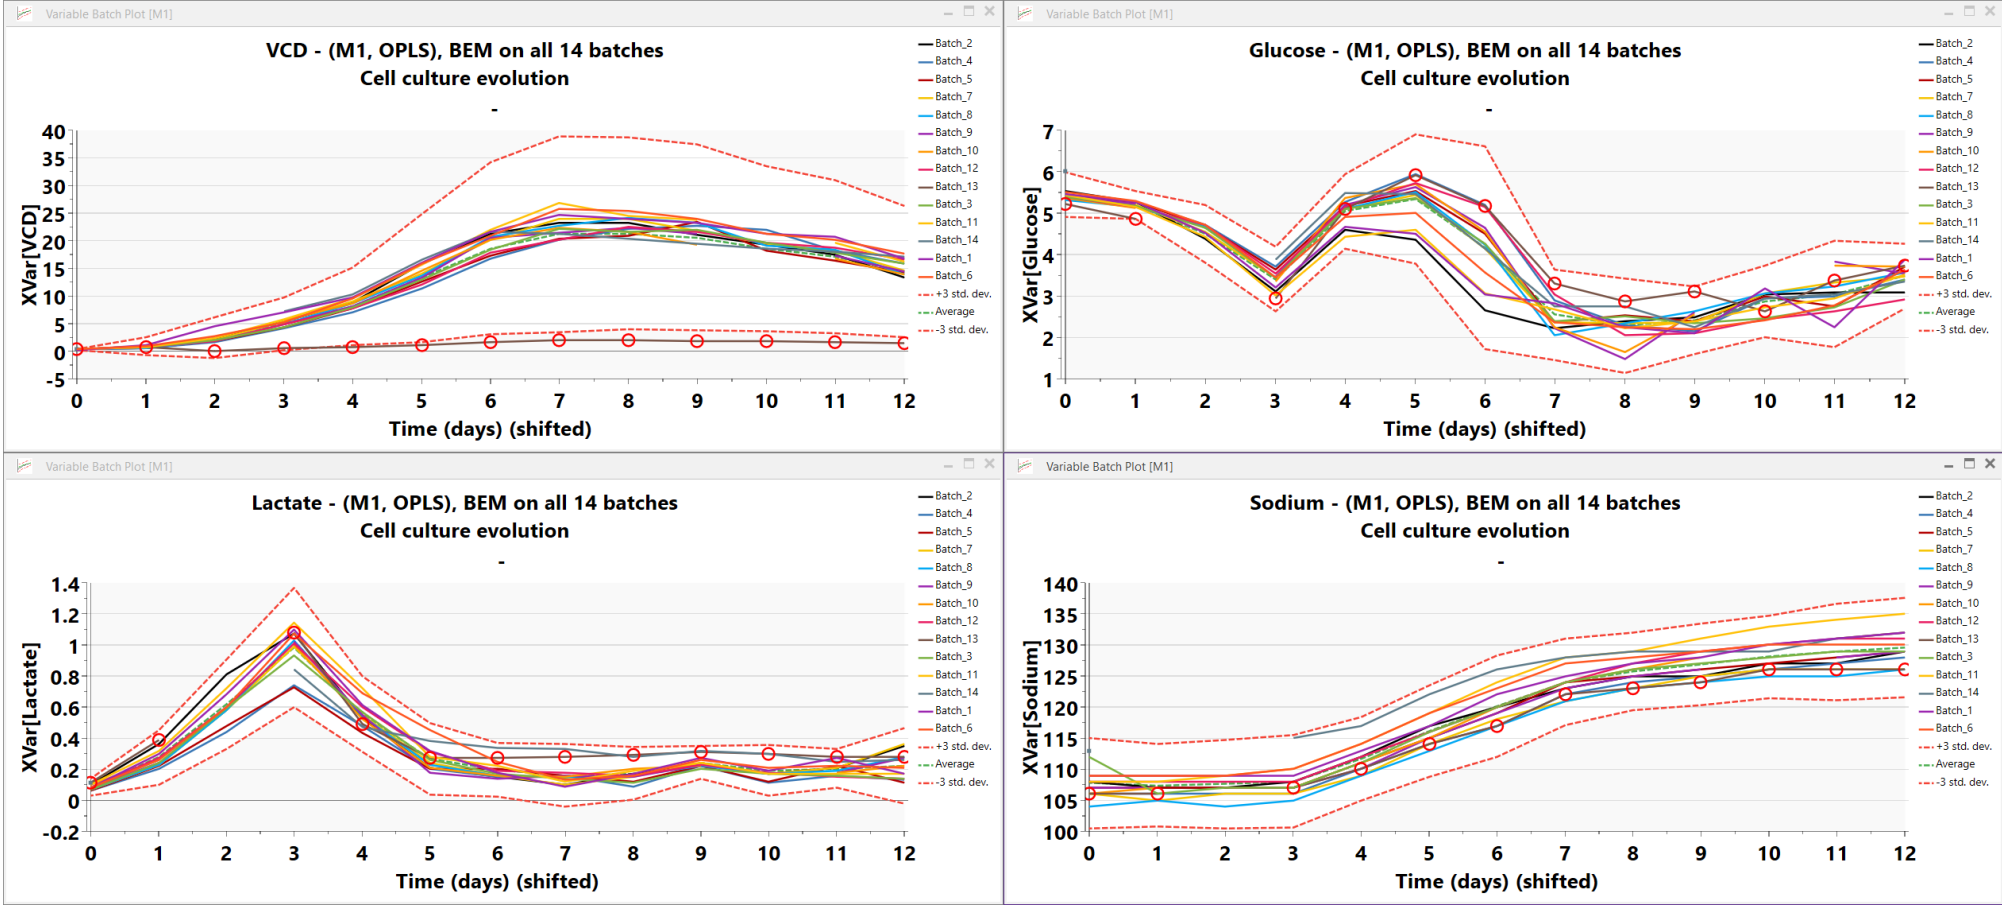 Variable Batch Plot [M1]
VCD - (M1, OPLS), BEM on all 14 batches
Cell culture evolution
-
XVar[VCD]
40
35
30
25
20
15
10
5
0
-5
0 1 2 3 4 5 6 7 8 9 10 11 12
Time (days) (shifted)
Batch_2
Batch_4
Batch_5
Batch_7
Batch_8
Batch_9
Batch_10
Batch_12
Batch_13
Batch_3
Batch_11
Batch_14
Batch_1
Batch_6
+3 std. dev.
Average
-3 std. dev.
Variable Batch Plot [M1]
Glucose - (M1, OPLS), BEM on all 14 batches
Cell culture evolution
-
XVar[Glucose]
7
6
5
4
3
2
1
0 1 2 3 4 5 6 7 8 9 10 11 12
Time (days) (shifted)
Batch_2
Batch_4
Batch_5
Batch_7
Batch_8
Batch_9
Batch_10
Batch_12
Batch_13
Batch_3
Batch_11
Batch_14
Batch_1
Batch_6
+3 std. dev.
Average
-3 std. dev.
Variable Batch Plot [M1]
Lactate - (M1, OPLS), BEM on all 14 batches
Cell culture evolution
-
XVar[Lactate]
1.4
1.2
1
0.8
0.6
0.4
0.2
0
-0.2
0 1 2 3 4 5 6 7 8 9 10 11 12
Time (days) (shifted)
Batch_2
Batch_4
Batch_5
Batch_7
Batch_8
Batch_9
Batch_10
Batch_12
Batch_13
Batch_3
Batch_11
Batch_14
Batch_1
Batch_6
+3 std. dev.
Average
-3 std. dev.
Variable Batch Plot [M1]
Sodium - (M1, OPLS), BEM on all 14 batches
Cell culture evolution
-
XVar[Sodium]
140
135
130
125
120
115
110
105
100
0 1 2 3 4 5 6 7 8 9 10 11 12
Time (days) (shifted)
Batch_2
Batch_4
Batch_5
Batch_7
Batch_8
Batch_9
Batch_10
Batch_12
Batch_13
Batch_3
Batch_11
Batch_14
Batch_1
Batch_6
+3 std. dev.
Average
-3 std. dev.